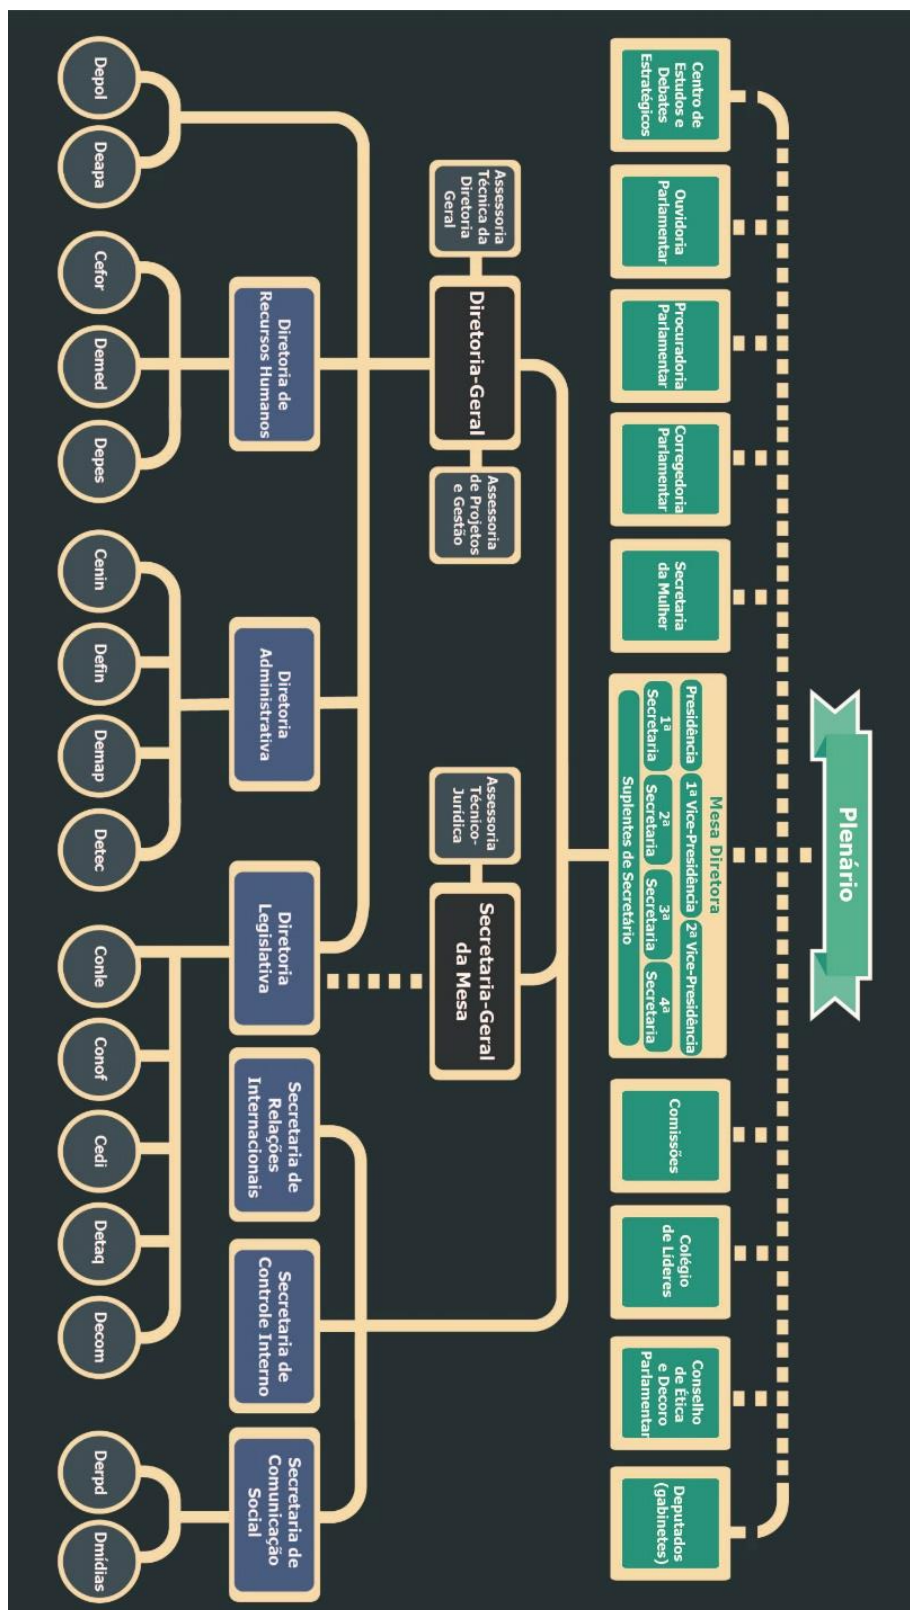 Plenário
Centro de
Estudos e
Debates
Estratégicos
Ouvidoria
Parlamentar
Procuradoria
Parlamentar
Corregedoria
Parlamentar
Secretaria
da Mulher
Mesa Diretora
Presidência
1ª Vice-Presidência
2ª Vice-Presidência
1ª
Secretaria
2ª
Secretaria
3ª
Secretaria
4ª
Secretaria
Suplentes de Secretário
Comissões
Colégio
de Líderes
Conselho
de Ética
e Decoro
Parlamentar
Deputados
(gabinetes)
Assessoria
Técnica da
Diretoria
Geral
Diretoria-Geral
Assessoria
de Projetos
e Gestão
Assessoria
Técnico-
Jurídica
Secretaria-Geral
da Mesa
Diretoria de
Recursos Humanos
Diretoria
Administrativa
Diretoria
Legislativa
Secretaria de
Relações
Internacionais
Secretaria de
Controle Interno
Secretaria de
Comunicação
Social
Depol
Deapa
Cefor
Demed
Depes
Cenin
Defin
Demap
Detec
Conle
Conof
Cedi
Detaq
Decom
Derpd
Dmídias